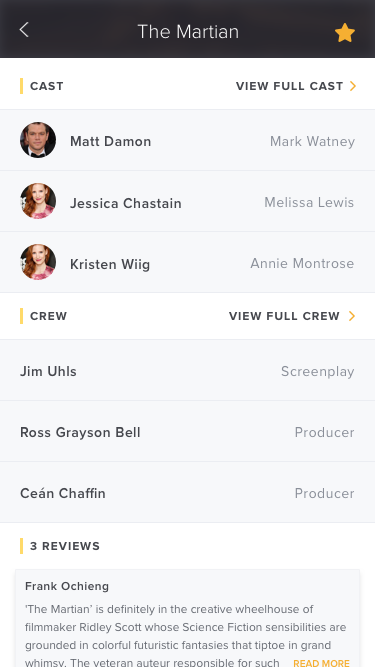 The Martian
CAST
VIEW FULL CAST
Matt Damon
Mark Watney
Jessica Chastain
Melissa Lewis
Kristen Wiig
Annie Montrose
CREW
VIEW FULL CREW
Jim Uhls
Screenplay
Ross Grayson Bell
Producer
Ceán Chaffin
Producer
3 REVIEWS
Frank Ochieng
'The Martian' is definitely in the creative wheelhouse of
filmmaker Ridley Scott whose Science Fiction sensibilities are
grounded in colorful futuristic fantasies that tiptoe in grand
whimsy. The veteran auteur responsible for such READ MORE